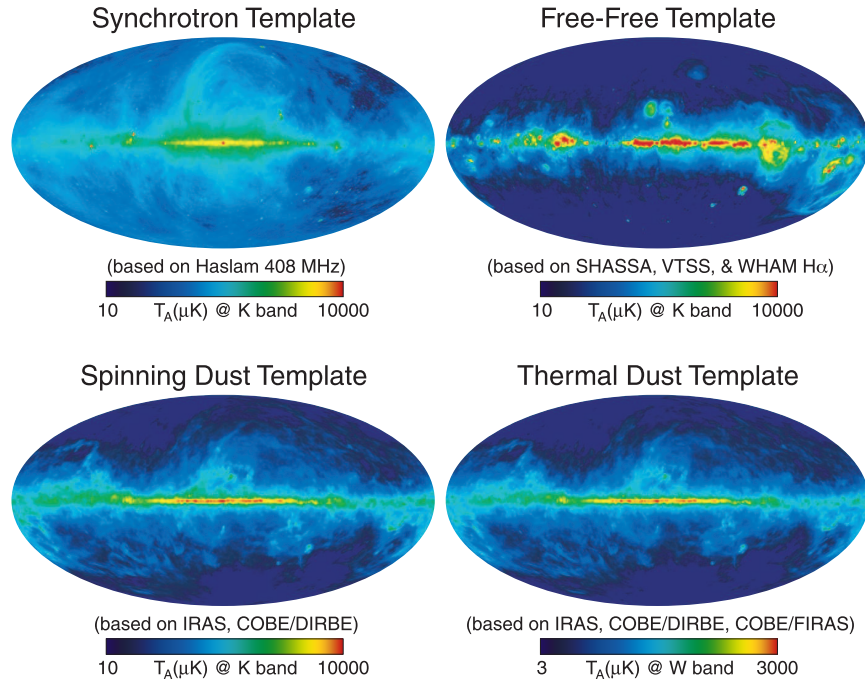 Synchrotron Template
Free-Free Template
(based on Haslam 408 MHz)
(based on SHASSA, VTSS, & WHAM Hα)
10 T_A(μK) @ K band 10000
10 T_A(μK) @ K band 10000
Spinning Dust Template
Thermal Dust Template
(based on IRAS, COBE/DIRBE)
(based on IRAS, COBE/DIRBE, COBE/FIRAS)
10 T_A(μK) @ K band 10000
3 T_A(μK) @ W band 3000